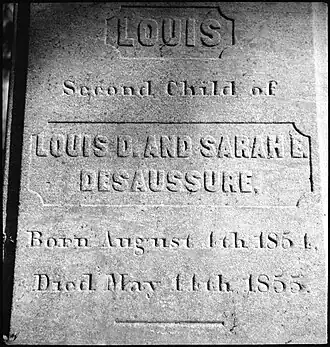 LOUIS
Second Child of
LOUIS D. AND SARAH E.
DESAUSSURE.
Born August 4th 1854.
Died May 14th 1855.